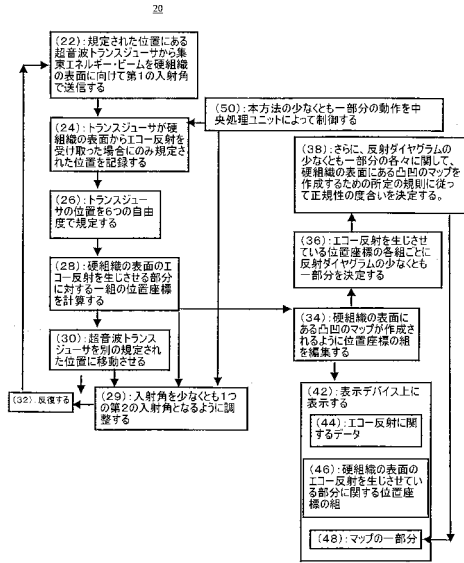 20
(22):規定された位置にある
超音波トランスジューサから集
束エネルギー・ビームを硬組織
の表面に向けて第1の入射角
で送信する
(24):トランスジューサが硬
組織の表面からエコー反射を
受け取った場合にのみ規定さ
れた位置を記録する
(26):トランスジュー
サの位置を6つの自由
度で規定する
(28):硬組織の表面のエ
コー反射を生じさせる部分
に対する一組の位置座標
を計算する
(30):超音波トランス
ジューサを別の規定され
た位置に移動させる
(32):反復する
(29):入射角を少なくとも1つ
の第2の入射角となるように調
整する
(50):本方法の少なくとも一部分の動作を中
央処理ユニットによって制御する
(38):さらに、反射ダイヤグラムの
少なくとも一部分の各々に関して、
硬組織の表面にある凸凹のマップを
作成するための所定の規則に従っ
て正規性の度合いを決定する。
(36):エコー反射を生じさせ
ている位置座標の各組ごとに
反射ダイヤグラムの少なくとも
一部分を決定する
(34):硬組織の表面に
ある凸凹のマップが作成さ
れるように位置座標の組
を編集する
(42):表示デバイス上に
表示する
(44):エコー反射に関
するデータ
(46):硬組織の表面の
エコー反射を生じさせてい
る部分に関する位置座
標の組
(48):マップの一部分